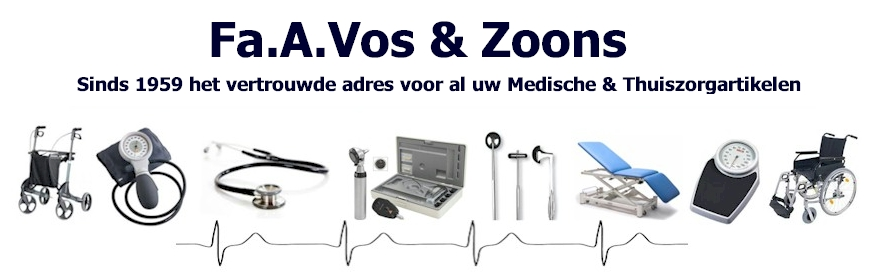 Fa.A.Vos & Zoons
Sinds 1959 het vertrouwde adres voor al uw Medische & Thuiszorgartikelen